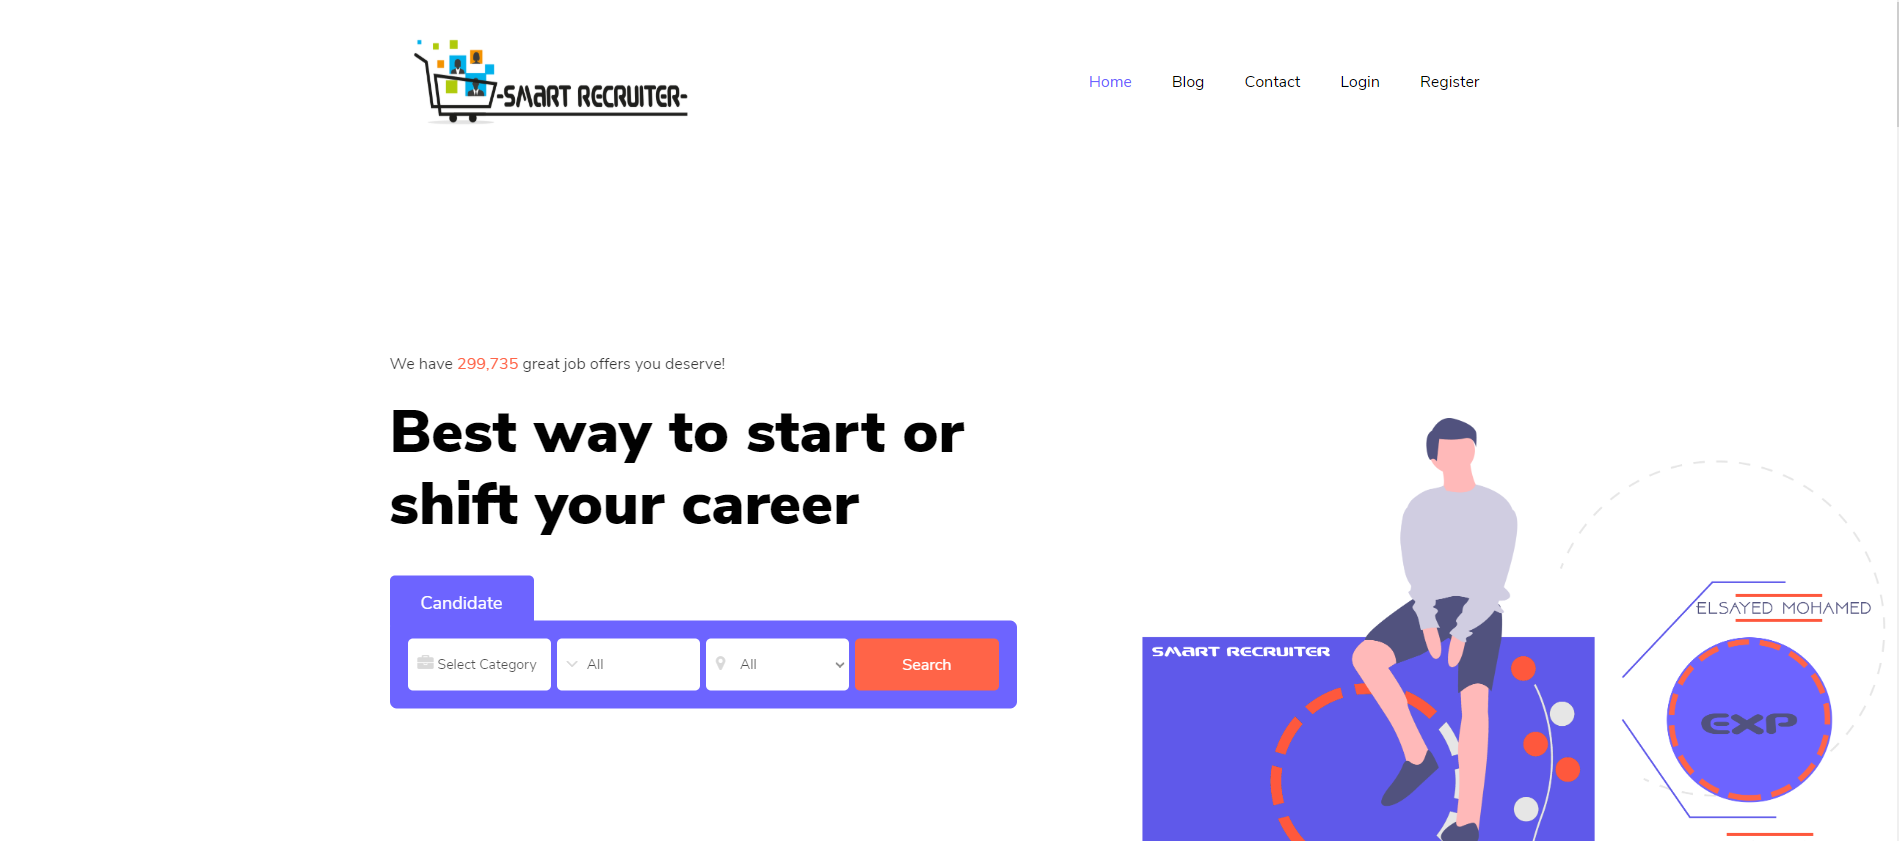 -SMART RECRUITER-
Home Blog Contact Login Register
We have 299,735 great job offers you deserve!
Best way to start or
shift your career
Candidate
Select Category All All Search
SMART RECRUITER
ELSAYED MOHAMED
EXP